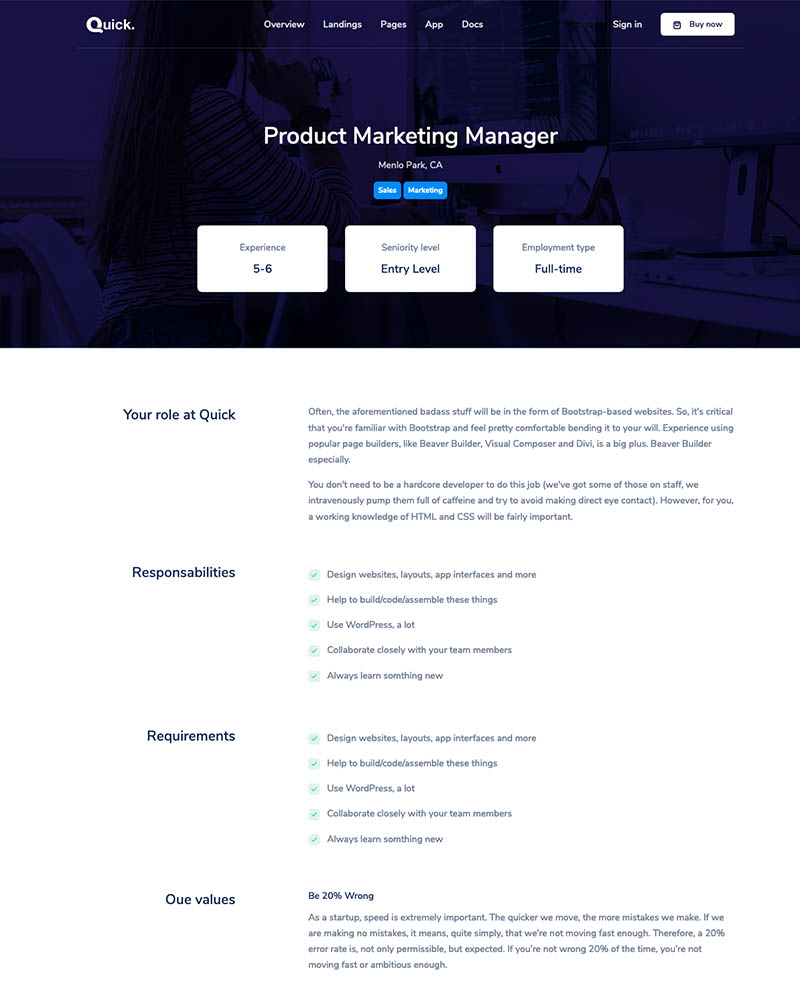 Quick.
Overview Landings Pages App Docs
Sign in
Buy now
Product Marketing Manager
Menlo Park, CA
Sales Marketing
Experience
5-6
Seniority level
Entry Level
Employment type
Full-time
Your role at Quick
Often, the aforementioned badass stuff will be in the form of Bootstrap-based websites. So, it's critical
that you're familiar with Bootstrap and feel pretty comfortable bending it to your will. Experience using
popular page builders, like Beaver Builder, Visual Composer and Divi, is a big plus. Beaver Builder
especially.
You don't need to be a hardcore developer to do this job (we've got some of those on staff, we
intravenously pump them full of caffeine and try to avoid making direct eye contact). However, for you,
a working knowledge of HTML and CSS will be fairly important.
Responsabilities
Design websites, layouts, app interfaces and more
Help to build/code/assemble these things
Use WordPress, a lot
Collaborate closely with your team members
Always learn somthing new
Requirements
Design websites, layouts, app interfaces and more
Help to build/code/assemble these things
Use WordPress, a lot
Collaborate closely with your team members
Always learn somthing new
Oue values
Be 20% Wrong
As a startup, speed is extremely important. The quicker we move, the more mistakes we make. If we
are making no mistakes, it means, quite simply, that we're not moving fast enough. Therefore, a 20%
error rate is, not only permissible, but expected. If you're not wrong 20% of the time, you're not
moving fast or ambitious enough.